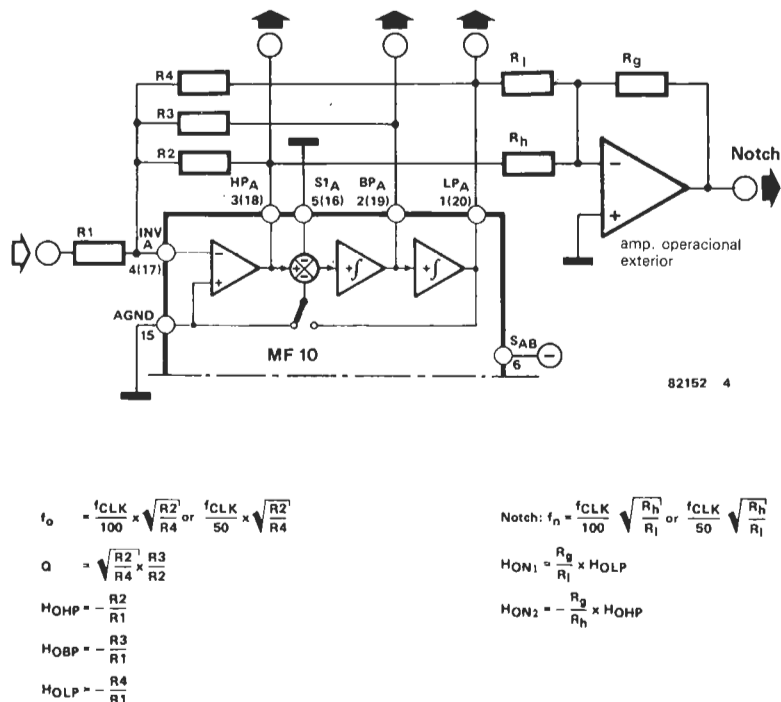 R4
R3
R2
R1
Rl
Rh
Rg
Notch
HPA
3(18)
S1A
5(16)
BPA
2(19)
LPA
1(20)
INV
A
4(17)
amp. operacional
exterior
AGND
15
MF 10
SAB
6
82152 4
fo = fCLK/100 x √R2/R4 or fCLK/50 x √R2/R4
Q = √R2/R4 x R3/R2
HOHP = - R2/R1
HOBP = - R3/R1
HOLP = - R4/R1
Notch: fn = fCLK/100 √Rh/Rl or fCLK/50 √Rh/Rl
HON1 = Rg/Rl x HOLP
HON2 = - Rg/Rh x HOHP